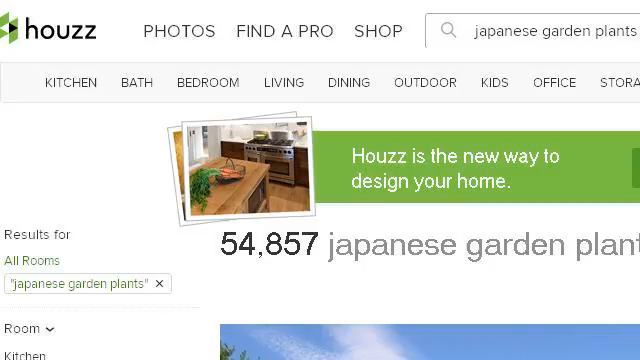 houzz PHOTOS FIND A PRO SHOP japanese garden plants
KITCHEN BATH BEDROOM LIVING DINING OUTDOOR KIDS OFFICE STORA
Houzz is the new way to
design your home.
Results for
54,857 japanese garden plant
All Rooms
"japanese garden plants" ✕
Room
Kitchen